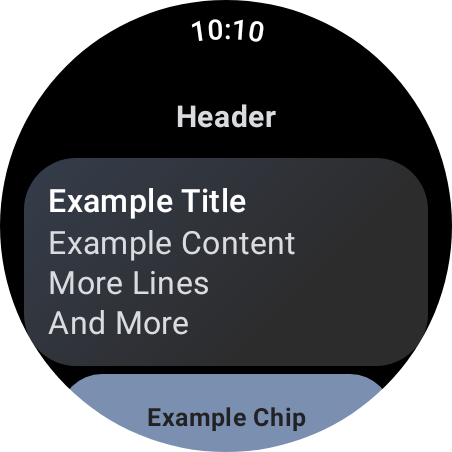 10:10
Header
Example Title
Example Content
More Lines
And More
Example Chip